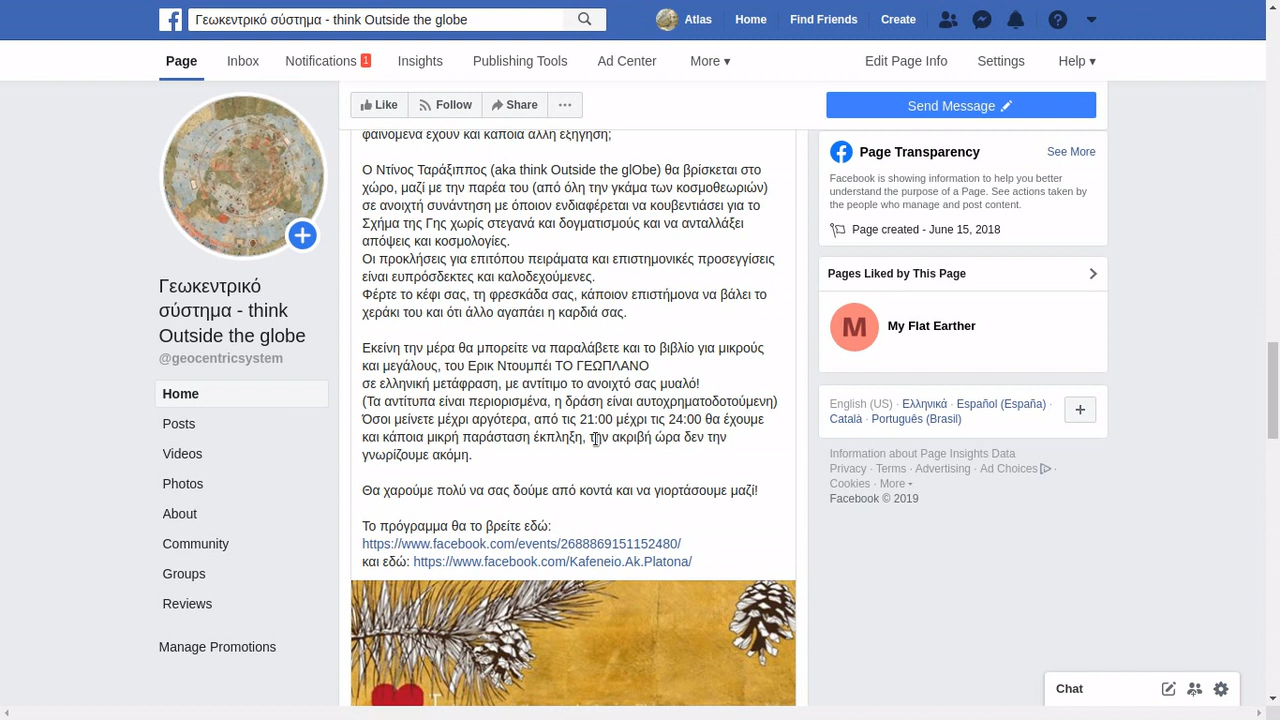 Γεωκεντρικό σύστημα - think Outside the globe
Atlas
Home
Find Friends
Create
Page
Inbox
Notifications 1
Insights
Publishing Tools
Ad Center
More ▾
Edit Page Info
Settings
Help ▾
Like
Follow
Share
Send Message
Γεωκεντρικό
σύστημα - think
Outside the globe
@geocentricsystem
Home
Posts
Videos
Photos
About
Community
Groups
Reviews
Manage Promotions
φαινόμενα έχουν και κάποια άλλη εξήγηση;
Ο Ντίνος Ταράξιππος (aka think Outside the glObe) θα βρίσκεται στο
χώρο, μαζί με την παρέα του (από όλη την γκάμα των κοσμοθεωριών)
σε ανοιχτή συνάντηση με όποιον ενδιαφέρεται να κουβεντιάσει για το
Σχήμα της Γης χωρίς στεγανά και δογματισμούς και να ανταλλάξει
απόψεις και κοσμολογίες.
Οι προκλήσεις για επιτόπου πειράματα και επιστημονικές προσεγγίσεις
είναι ευπρόσδεκτες και καλοδεχούμενες.
Φέρτε το κέφι σας, τη φρεσκάδα σας, κάποιον επιστήμονα να βάλει το
χεράκι του και ότι άλλο αγαπάει η καρδιά σας.
Εκείνη την μέρα θα μπορείτε να παραλάβετε και το βιβλίο για μικρούς
και μεγάλους, του Ερικ Ντουμπέι ΤΟ ΓΕΩΠΛΑΝΟ
σε ελληνική μετάφραση, με αντίτιμο το ανοιχτό σας μυαλό!
(Τα αντίτυπα είναι περιορισμένα, η δράση είναι αυτοχρηματοδοτούμενη)
Όσοι μείνετε μέχρι αργότερα, από τις 21:00 μέχρι τις 24:00 θα έχουμε
και κάποια μικρή παράσταση έκπληξη, την ακριβή ώρα δεν την
γνωρίζουμε ακόμη.
Θα χαρούμε πολύ να σας δούμε από κοντά και να γιορτάσουμε μαζί!
Το πρόγραμμα θα το βρείτε εδώ:
https://www.facebook.com/events/2688869151152480/
και εδώ: https://www.facebook.com/Kafeneio.Ak.Platona/
Page Transparency
See More
Facebook is showing information to help you better
understand the purpose of a Page. See actions taken by
the people who manage and post content.
Page created - June 15, 2018
Pages Liked by This Page
M
My Flat Earther
English (US) · Ελληνικά · Español (España) ·
Català · Português (Brasil)
Information about Page Insights Data
Privacy · Terms · Advertising · Ad Choices ·
Cookies · More
Facebook © 2019
Chat